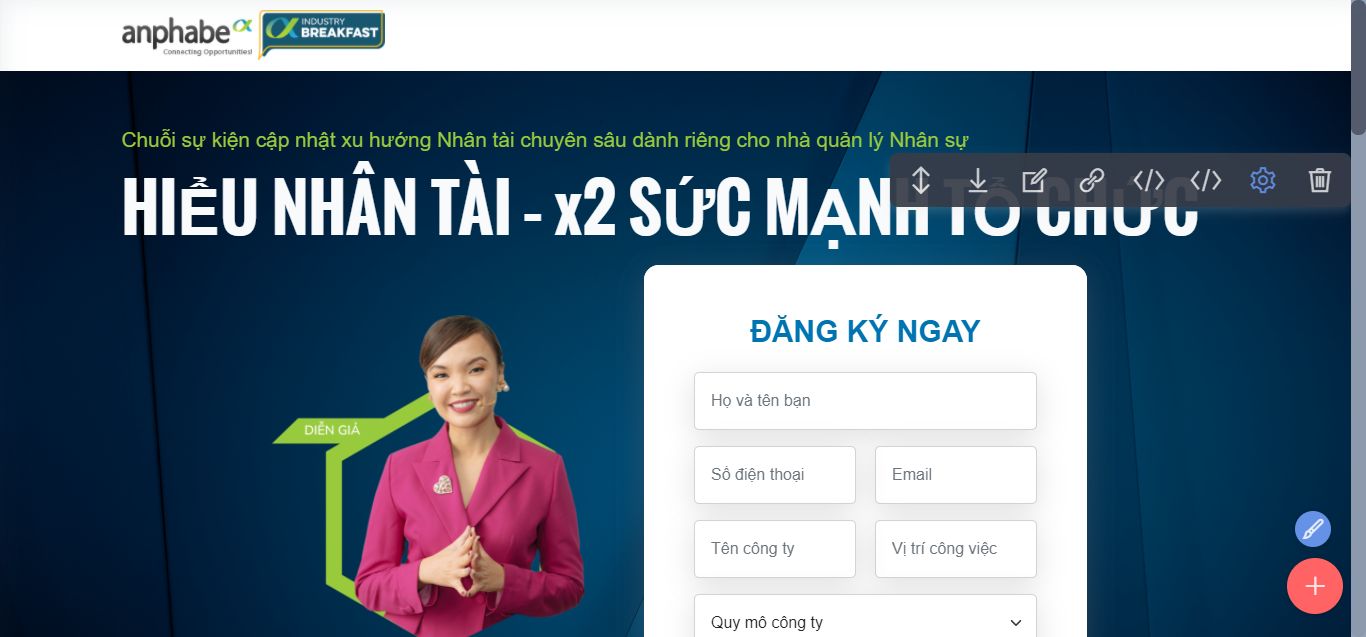 anphabe
Connecting Opportunities!
INDUSTRY
BREAKFAST
Chuỗi sự kiện cập nhật xu hướng Nhân tài chuyên sâu dành riêng cho nhà quản lý Nhân sự
HIỂU NHÂN TÀI - x2 SỨC MẠNH TỔ CHỨC
ĐĂNG KÝ NGAY
Họ và tên bạn
DIỄN GIẢ
Số điện thoại
Email
Tên công ty
Vị trí công việc
Quy mô công ty